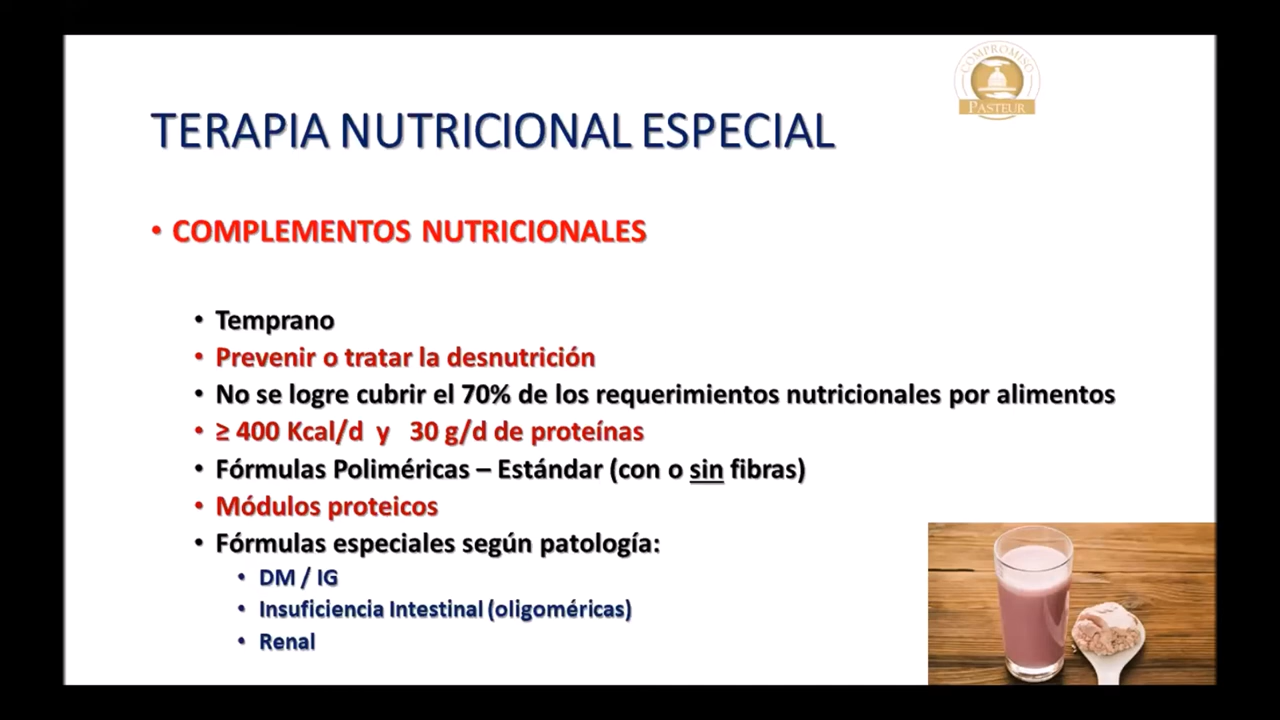 COMPROMISO
PASTEUR
TERAPIA NUTRICIONAL ESPECIAL
• COMPLEMENTOS NUTRICIONALES
• Temprano
• Prevenir o tratar la desnutrición
• No se logre cubrir el 70% de los requerimientos nutricionales por alimentos
• ≥ 400 Kcal/d y 30 g/d de proteínas
• Fórmulas Poliméricas – Estándar (con o sin fibras)
• Módulos proteicos
• Fórmulas especiales según patología:
• DM / IG
• Insuficiencia Intestinal (oligoméricas)
• Renal